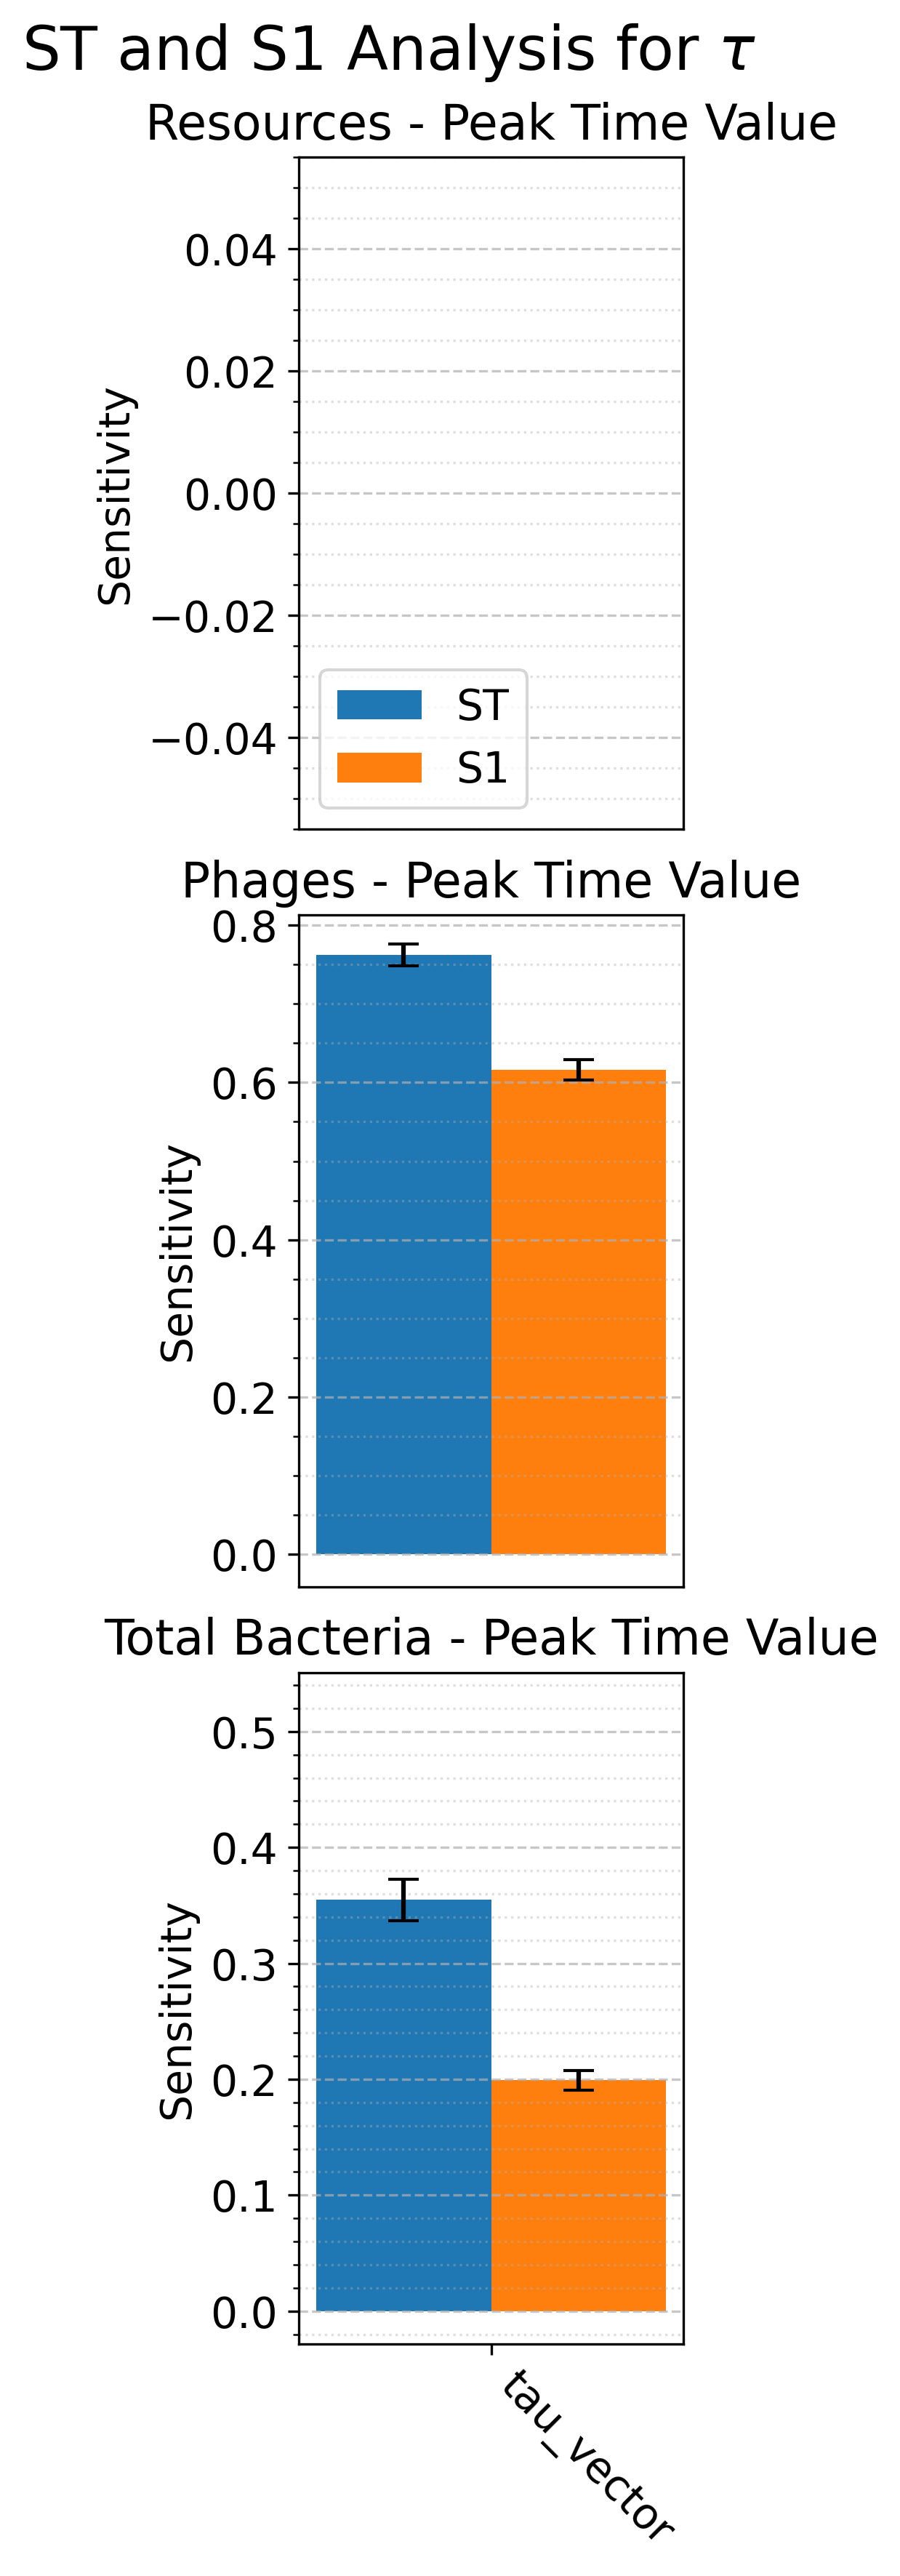 ST and S1 Analysis for τ
Resources - Peak Time Value
Sensitivity
0.04
0.02
0.00
−0.02
−0.04
ST
S1
Phages - Peak Time Value
Sensitivity
0.8
0.6
0.4
0.2
0.0
Total Bacteria - Peak Time Value
Sensitivity
0.5
0.4
0.3
0.2
0.1
0.0
tau_vector